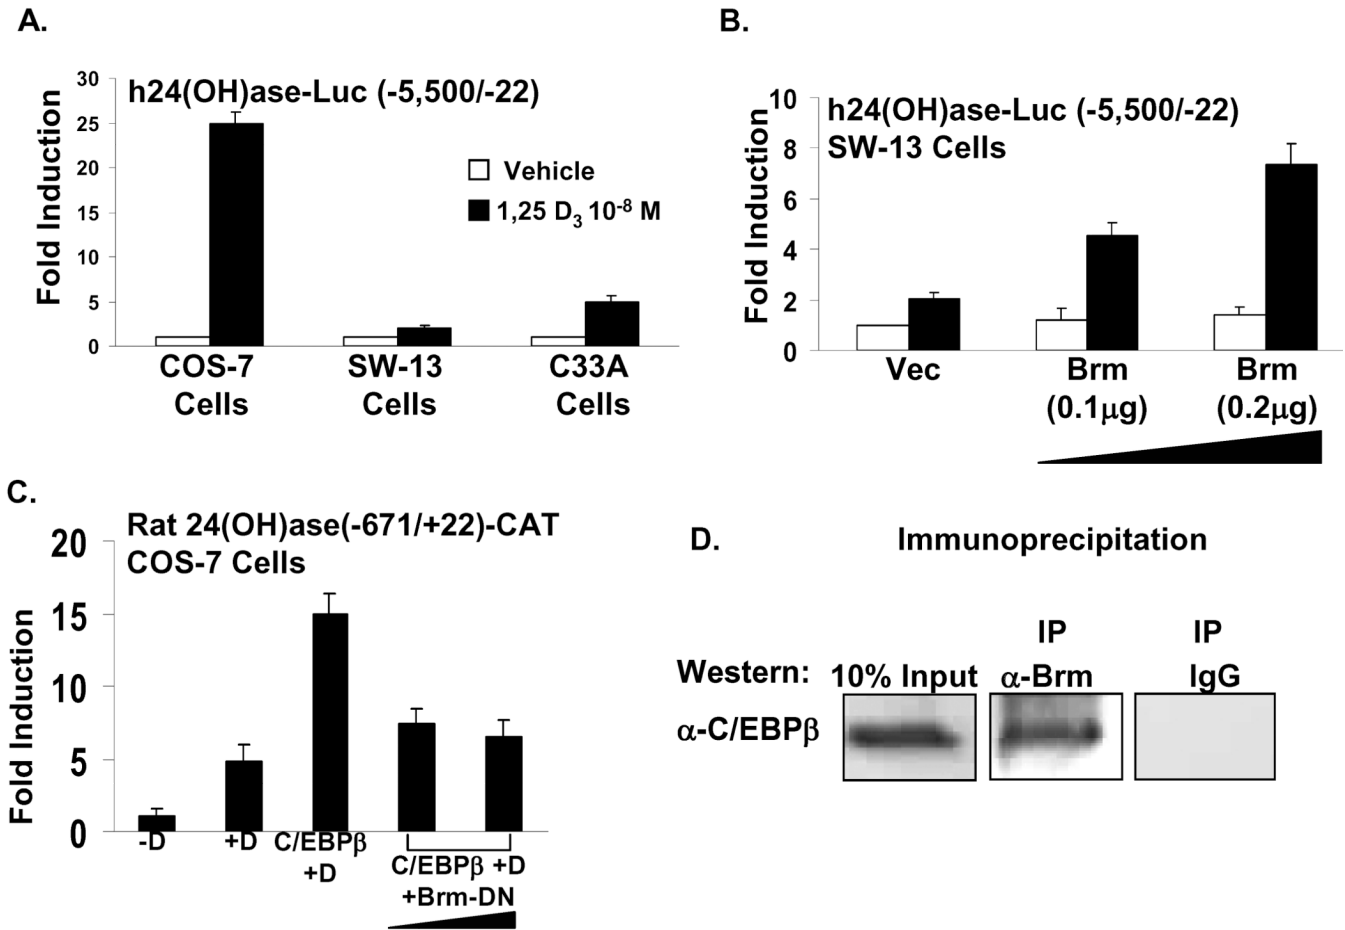 A.
h24(OH)ase-Luc (-5,500/-22)
Fold Induction
30
25
20
15
10
5
0
Vehicle
1,25 D3 10-8 M
COS-7
Cells
SW-13
Cells
C33A
Cells
B.
h24(OH)ase-Luc (-5,500/-22)
SW-13 Cells
Fold Induction
10
8
6
4
2
0
Vec
Brm
(0.1μg)
Brm
(0.2μg)
C.
Rat 24(OH)ase(-671/+22)-CAT
COS-7 Cells
Fold Induction
20
15
10
5
0
-D
+D
C/EBPβ
+D
C/EBPβ +D
+Brm-DN
D.
Immunoprecipitation
IP
IP
Western:
10% Input
α-Brm
IgG
α-C/EBPβ